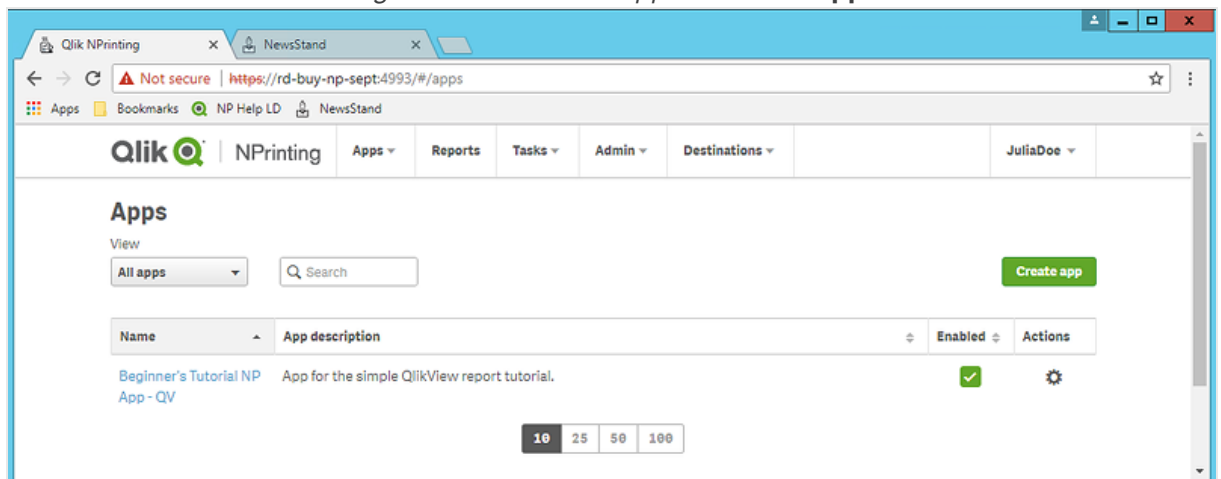 Qlik NPrinting
NewsStand
Not secure | https://rd-buy-np-sept:4993/#/apps
Apps Bookmarks NP Help LD NewsStand
Qlik NPrinting Apps Reports Tasks Admin Destinations JuliaDoe
Apps
View
All apps Search Create app
Name App description Enabled Actions
Beginner's Tutorial NP App for the simple QlikView report tutorial.
App - QV
10 25 50 100